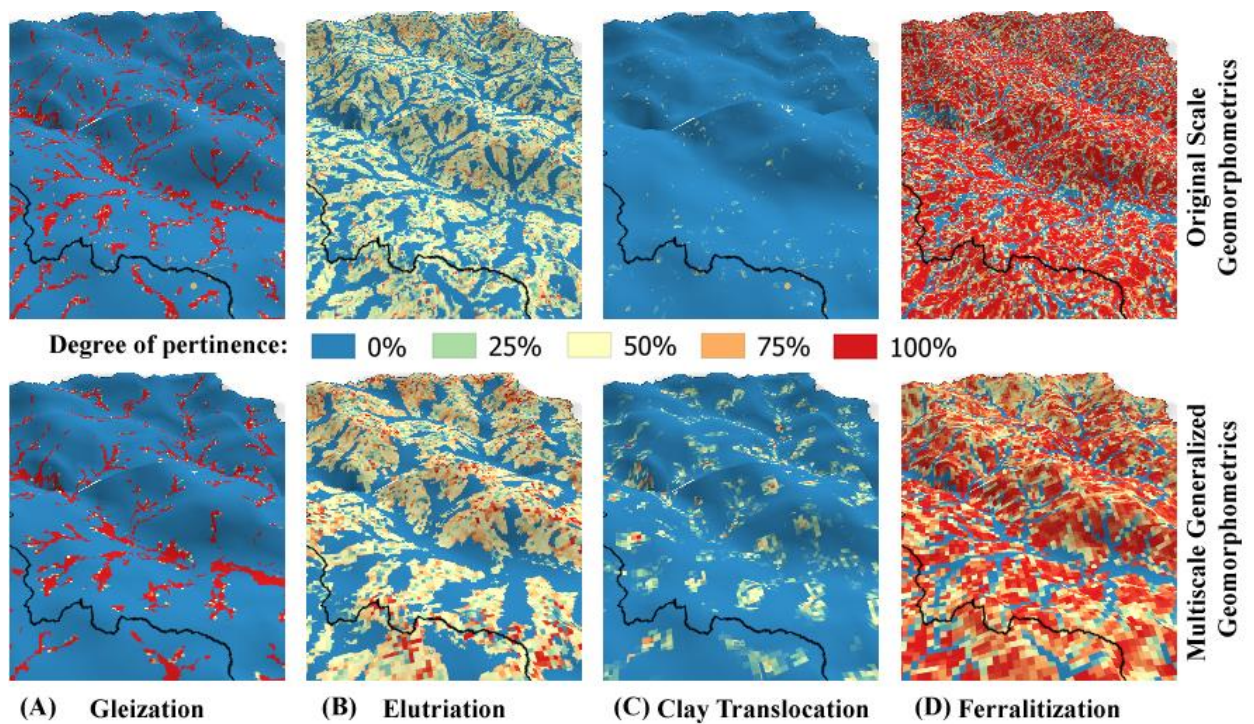 Original Scale
Geomorphometrics
Degree of pertinence: 0% 25% 50% 75% 100%
Multiscale Generalized
Geomorphometrics
(A) Gleization (B) Elutriation (C) Clay Translocation (D) Ferralitization